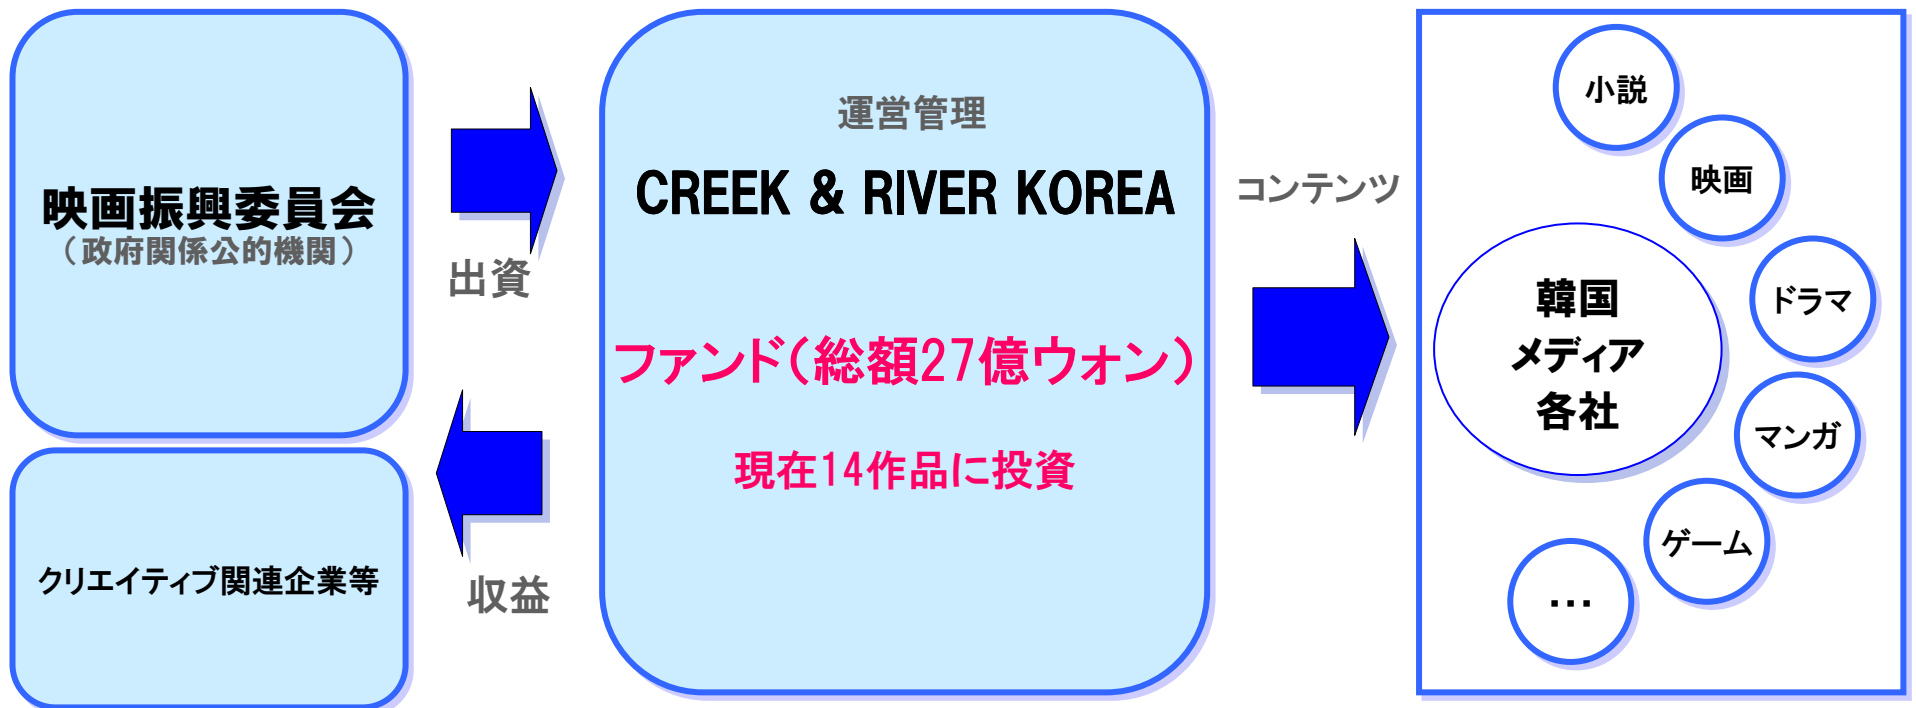 映画振興委員会
（政府関係公的機関）
クリエイティブ関連企業等
出資
収益
運営管理
CREEK & RIVER KOREA
ファンド（総額27億ウォン）
現在14作品に投資
コンテンツ
韓国
メディア
各社
小説
映画
ドラマ
マンガ
ゲーム
…